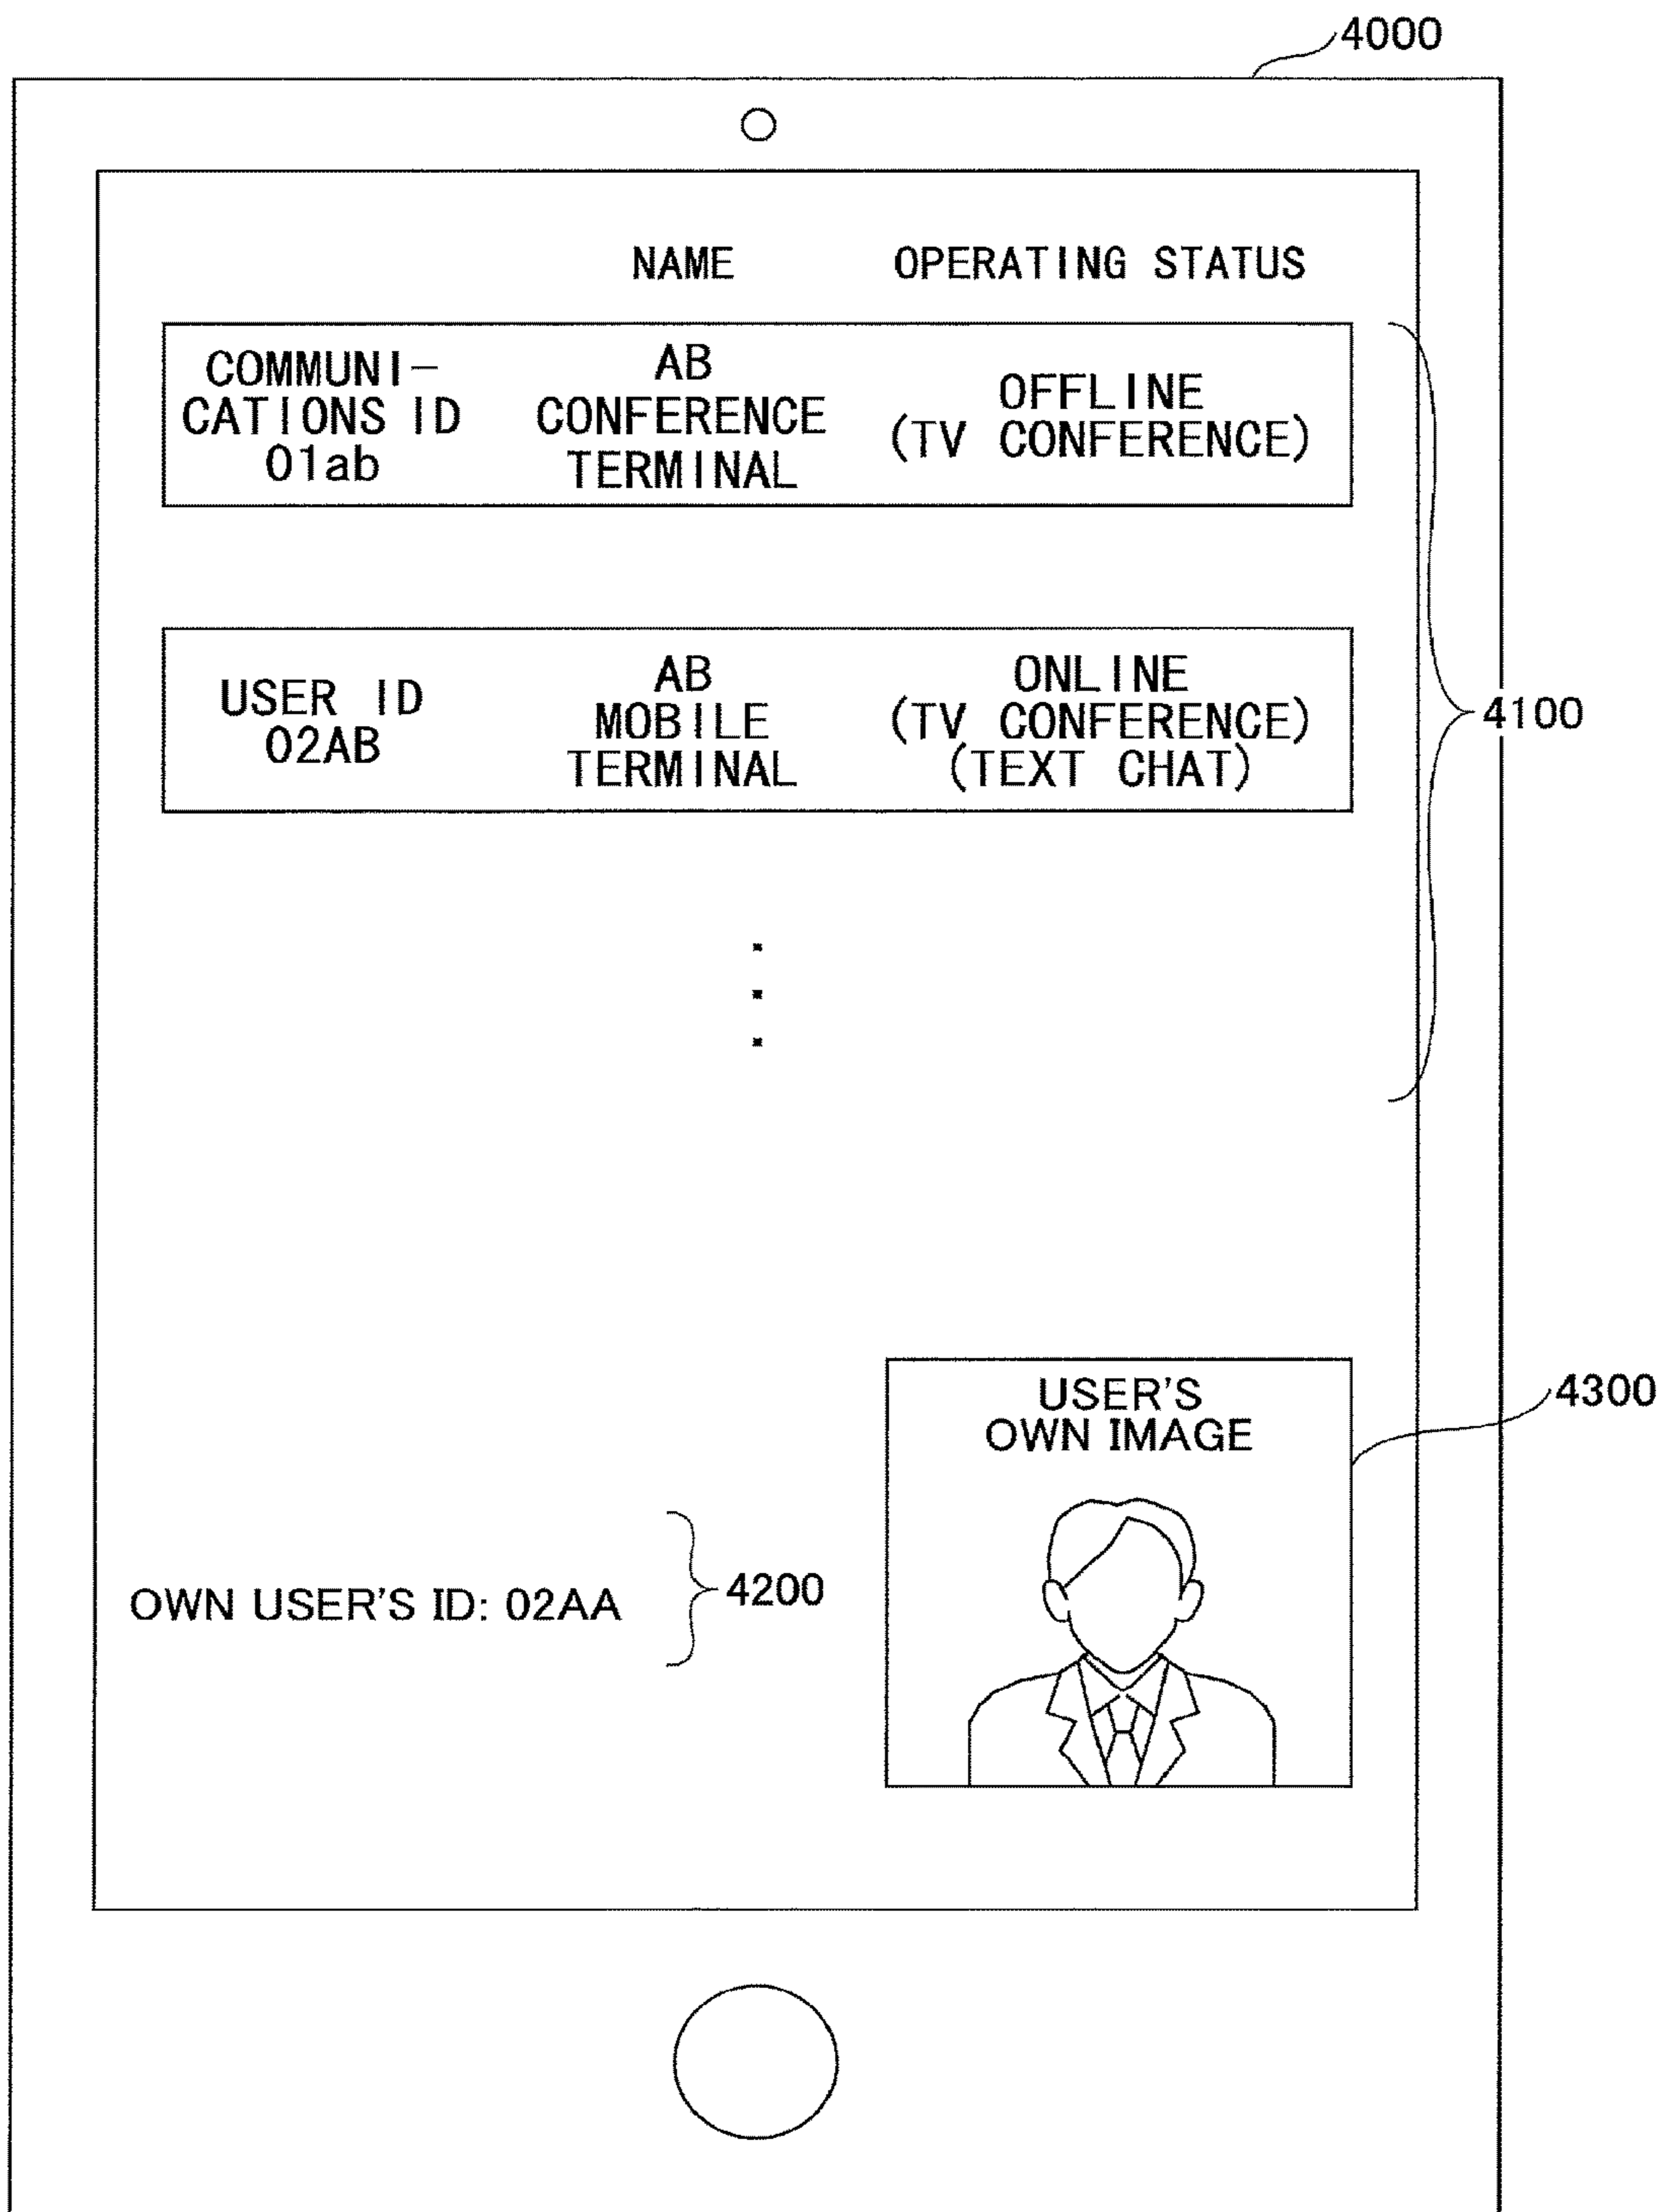 4000
NAME OPERATING STATUS
COMMUNI-
CATIONS ID
01ab
AB
CONFERENCE
TERMINAL
OFFLINE
(TV CONFERENCE)
USER ID
02AB
AB
MOBILE
TERMINAL
ONLINE
(TV CONFERENCE)
(TEXT CHAT)
4100
USER'S
OWN IMAGE
4300
OWN USER'S ID: 02AA
4200